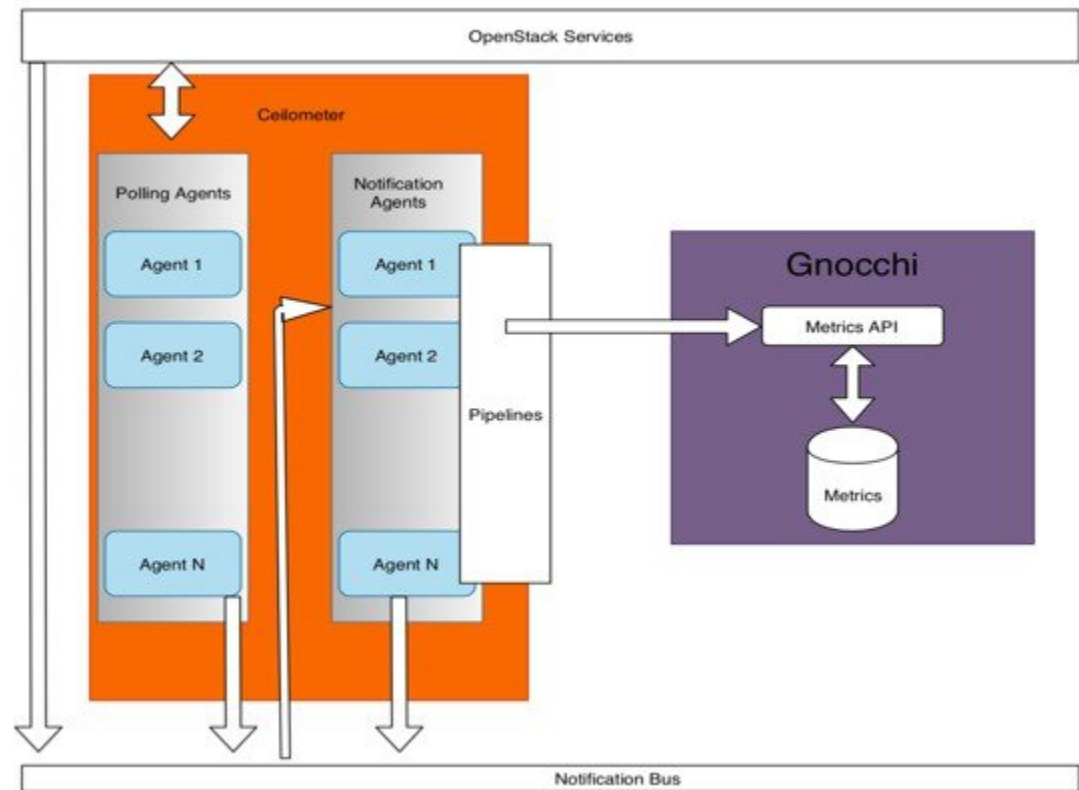 OpenStack Services
Ceilometer
Polling Agents
Agent 1
Agent 2
Agent N
Notification
Agents
Agent 1
Agent 2
Agent N
Pipelines
Gnocchi
Metrics API
Metrics
Notification Bus